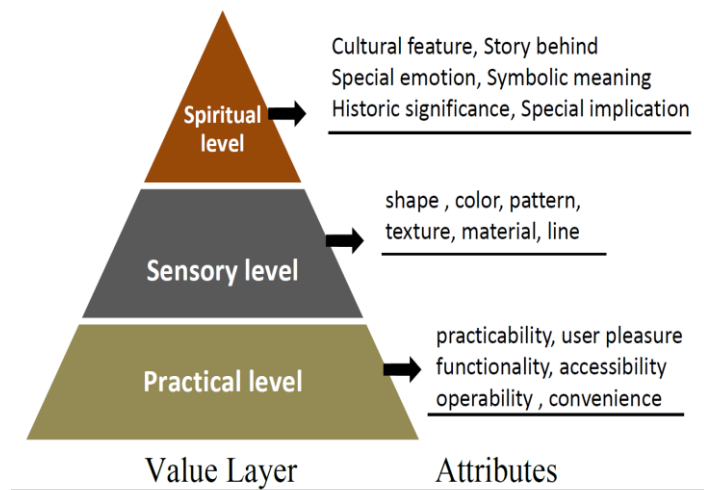 Cultural feature, Story behind
Special emotion, Symbolic meaning
Historic significance, Special implication
Spiritual
level
shape , color, pattern,
texture, material, line
Sensory level
practicability, user pleasure
functionality, accessibility
operability , convenience
Practical level
Value Layer
Attributes